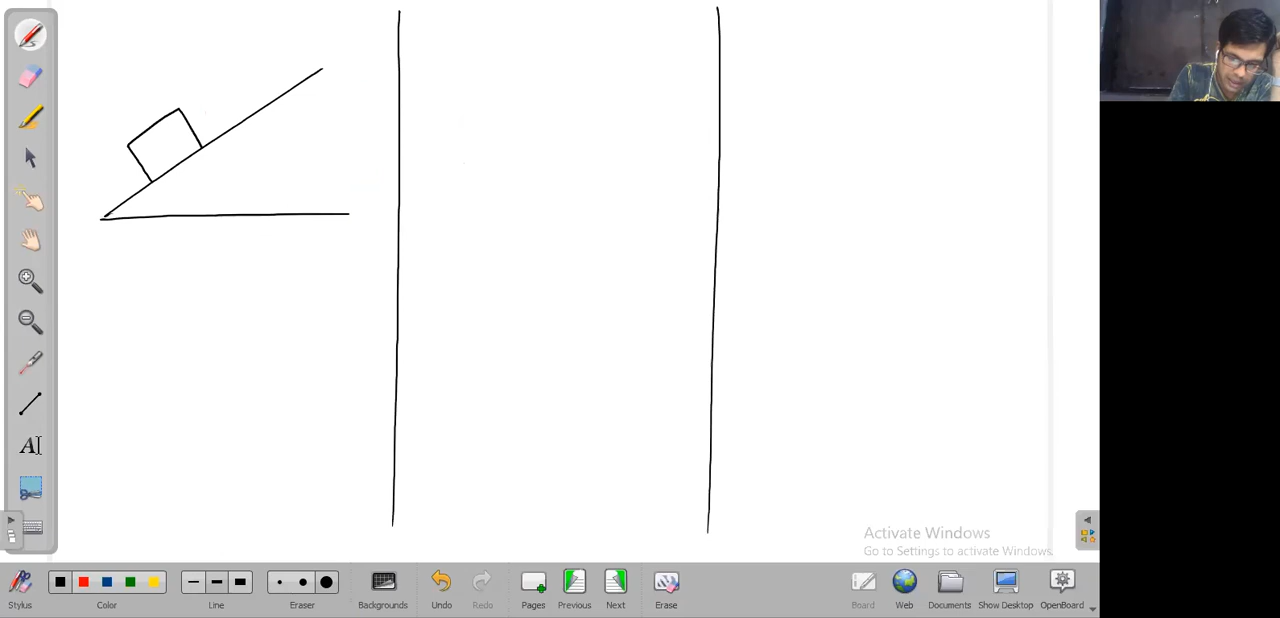 A
Activate Windows
Go to Settings to activate Windows.
Stylus
Color
Line
Eraser
Backgrounds
Undo
Redo
Pages
Previous
Next
Erase
Board
Web
Documents
Show Desktop
OpenBoard